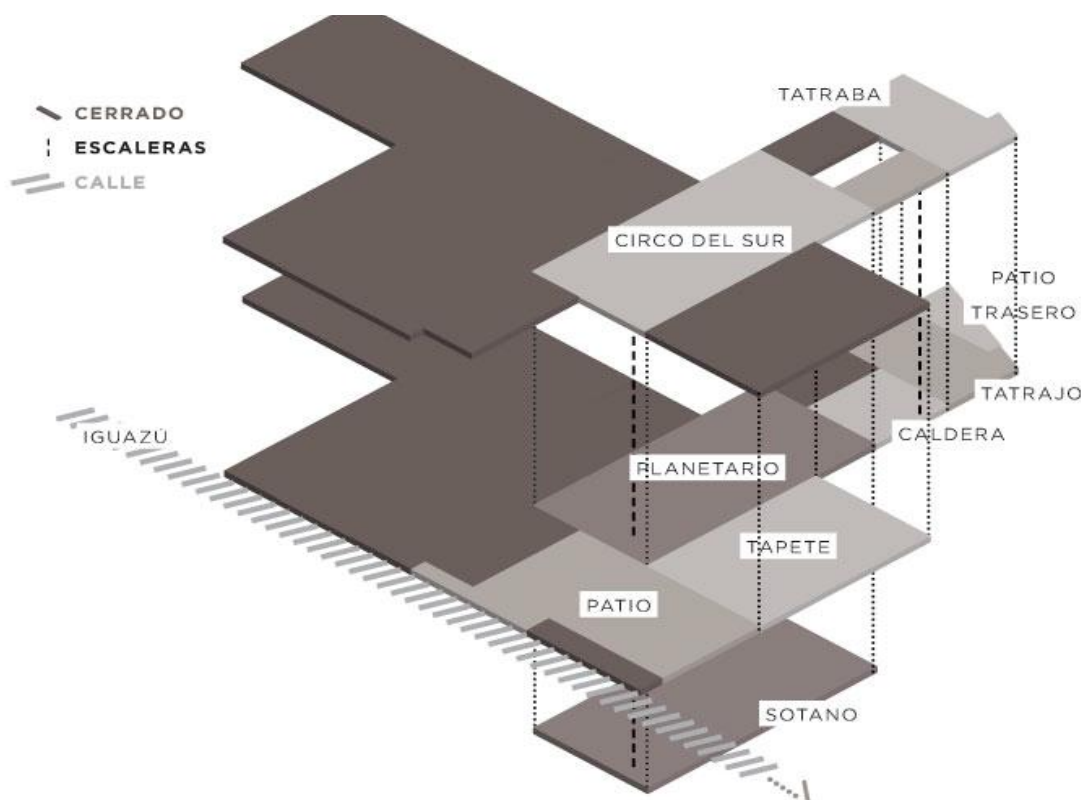 CERRADO
ESCALERAS
CALLE
TATRABA
CIRCO DEL SUR
PATIO
TRASERO
TATRAJO
CALDERA
IGUAZÚ
PLANETARIO
TAPETE
PATIO
SOTANO